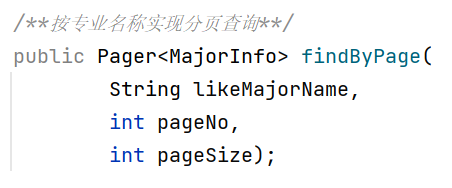 /**按专业名称实现分页查询**/
public Pager<MajorInfo> findByPage(
String likeMajorName,
int pageNo,
int pageSize);